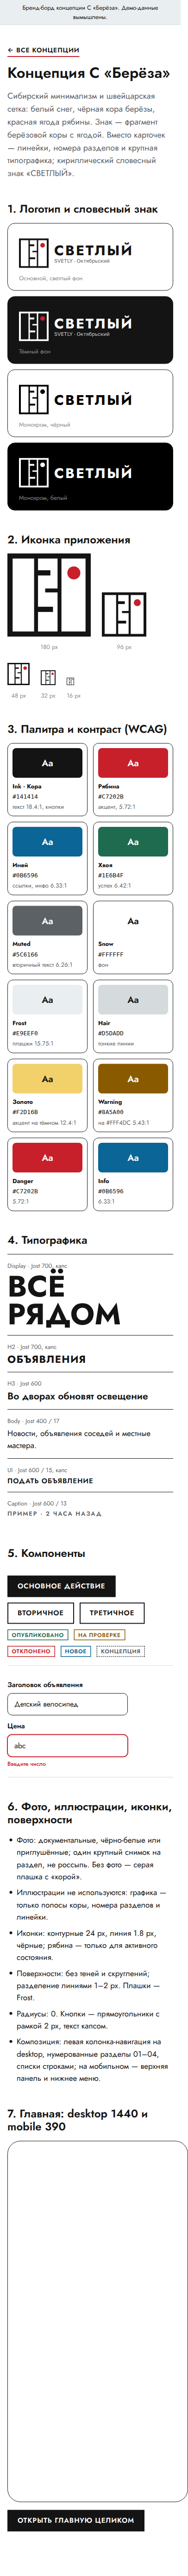 Бренд-борд концепции C «Берёза». Демо-данные
вымышлены.
← ВСЕ КОНЦЕПЦИИ
Концепция C «Берёза»
Сибирский минимализм и швейцарская
сетка: белый снег, чёрная кора берёзы,
красная ягода рябины. Знак — фрагмент
берёзовой коры с ягодой. Вместо карточек
— линейки, номера разделов и крупная
типографика; кириллический словесный
знак «СВЕТЛЫЙ».
1. Логотип и словесный знак
СВЕТЛЫЙ
SVETLY · Октябрьский
Основной, светлый фон
СВЕТЛЫЙ
SVETLY · Октябрьский
Тёмный фон
СВЕТЛЫЙ
Монохром, чёрный
СВЕТЛЫЙ
Монохром, белый
2. Иконка приложения
180 px
96 px
48 px
32 px
16 px
3. Палитра и контраст (WCAG)
Aa
Ink · Кора
#141414
текст 18.4:1, кнопки
Aa
Рябина
#C7202B
акцент, 5.72:1
Aa
Иней
#0B6596
ссылки, инфо 6.33:1
Aa
Хвоя
#1E6B4F
успех 6.42:1
Aa
Muted
#5C6166
вторичный текст 6.26:1
Aa
Snow
#FFFFFF
фон
Aa
Frost
#E9EEF0
плашки 15.75:1
Aa
Hair
#D5DADD
тонкие линии
Aa
Золото
#F2D16B
акцент на тёмном 12.4:1
Aa
Warning
#8A5A00
на #FFF4DC 5.43:1
Aa
Danger
#C7202B
5.72:1
Aa
Info
#0B6596
6.33:1
4. Типографика
Display · Jost 700, капс
ВСЁ
РЯДОМ
H2 · Jost 700, капс
ОБЪЯВЛЕНИЯ
H3 · Jost 600
Во дворах обновят освещение
Body · Jost 400 / 17
Новости, объявления соседей и местные
мастера.
UI · Jost 600 / 15, капс
ПОДАТЬ ОБЪЯВЛЕНИЕ
Caption · Jost 600 / 13
ПРИМЕР · 2 ЧАСА НАЗАД
5. Компоненты
ОСНОВНОЕ ДЕЙСТВИЕ
ВТОРИЧНОЕ
ТРЕТИЧНОЕ
ОПУБЛИКОВАНО
НА ПРОВЕРКЕ
ОТКЛОНЕНО
НОВОЕ
КОНЦЕПЦИЯ
Заголовок объявления
Детский велосипед
Цена
abc
Введите число
6. Фото, иллюстрации, иконки,
поверхности
• Фото: документальные, чёрно-белые или
приглушённые; один крупный снимок на
раздел, не россыпь. Без фото — серая
плашка с «корой».
• Иллюстрации не используются: графика —
только полосы коры, номера разделов и
линейки.
• Иконки: контурные 24 px, линия 1.8 px,
чёрные; рябина — только для активного
состояния.
• Поверхности: без теней и скруглений;
разделение линиями 1–2 px. Плашки —
Frost.
• Радиусы: 0. Кнопки — прямоугольники с
рамкой 2 px, текст капсом.
• Композиция: левая колонка-навигация на
desktop, нумерованные разделы 01–04,
списки строками; на мобильном — верхняя
панель и нижнее меню.
7. Главная: desktop 1440 и
mobile 390
ОТКРЫТЬ ГЛАВНУЮ ЦЕЛИКОМ